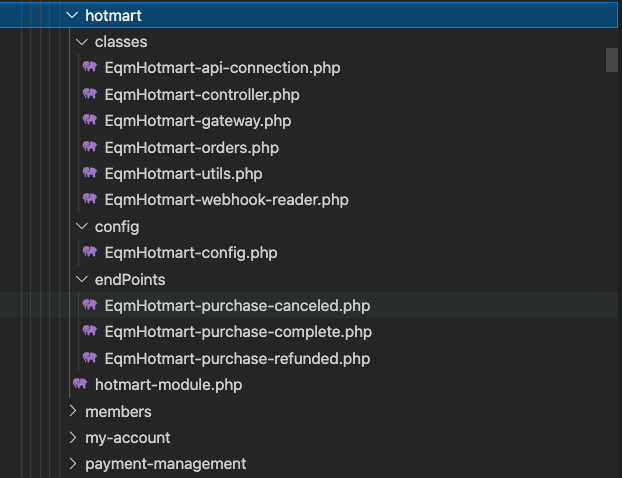 hotmart
classes
EqmHotmart-api-connection.php
EqmHotmart-controller.php
EqmHotmart-gateway.php
EqmHotmart-orders.php
EqmHotmart-utils.php
EqmHotmart-webhook-reader.php
config
EqmHotmart-config.php
endPoints
EqmHotmart-purchase-canceled.php
EqmHotmart-purchase-complete.php
EqmHotmart-purchase-refunded.php
hotmart-module.php
members
my-account
payment-management